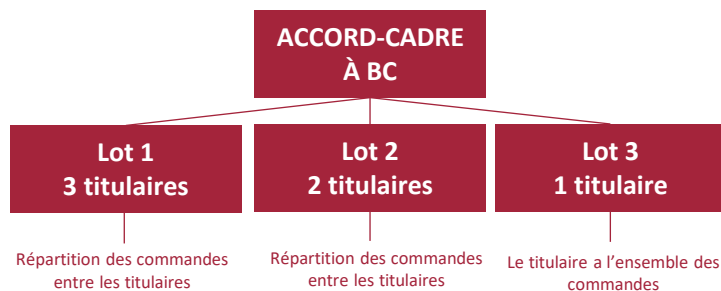 ACCORD-CADRE
À BC
Lot 1
3 titulaires
Lot 2
2 titulaires
Lot 3
1 titulaire
Répartition des commandes
entre les titulaires
Répartition des commandes
entre les titulaires
Le titulaire a l’ensemble des
commandes